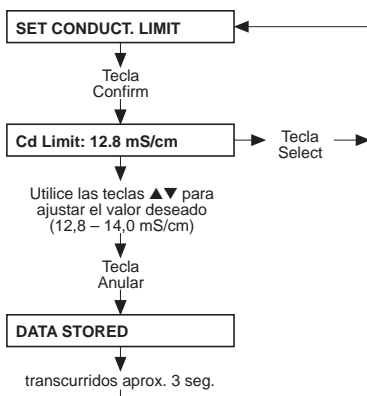 SET CONDUCT. LIMIT
Tecla
Confirm
Cd Limit: 12.8 mS/cm
Tecla
Select
Utilice las teclas ▲▼ para
ajustar el valor deseado
(12,8 – 14,0 mS/cm)
Tecla
Anular
DATA STORED
transcurridos aprox. 3 seg.